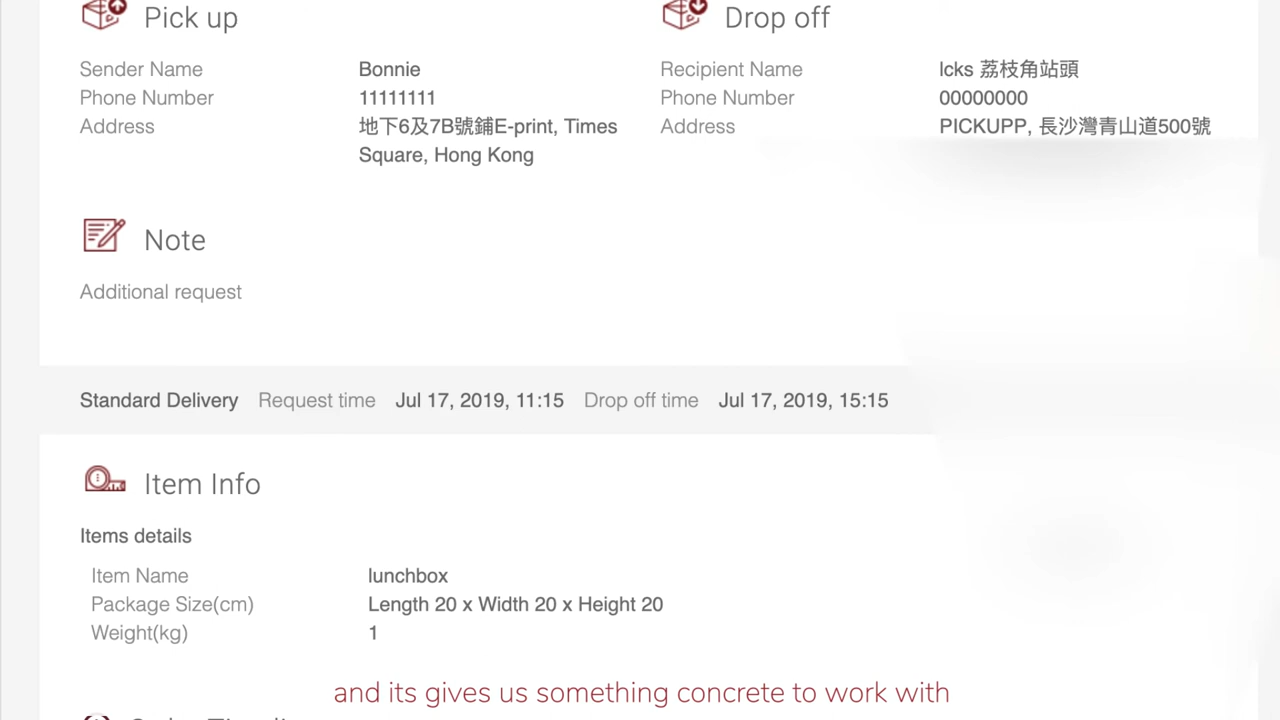 Pick up
Sender Name Bonnie
Phone Number 11111111
Address 地下6及7B號鋪E-print, Times
Square, Hong Kong
Drop off
Recipient Name lcks 荔枝角站頭
Phone Number 00000000
Address PICKUPP, 長沙灣青山道500號
Note
Additional request
Standard Delivery Request time Jul 17, 2019, 11:15 Drop off time Jul 17, 2019, 15:15
Item Info
Items details
Item Name lunchbox
Package Size(cm) Length 20 x Width 20 x Height 20
Weight(kg) 1
and its gives us something concrete to work with